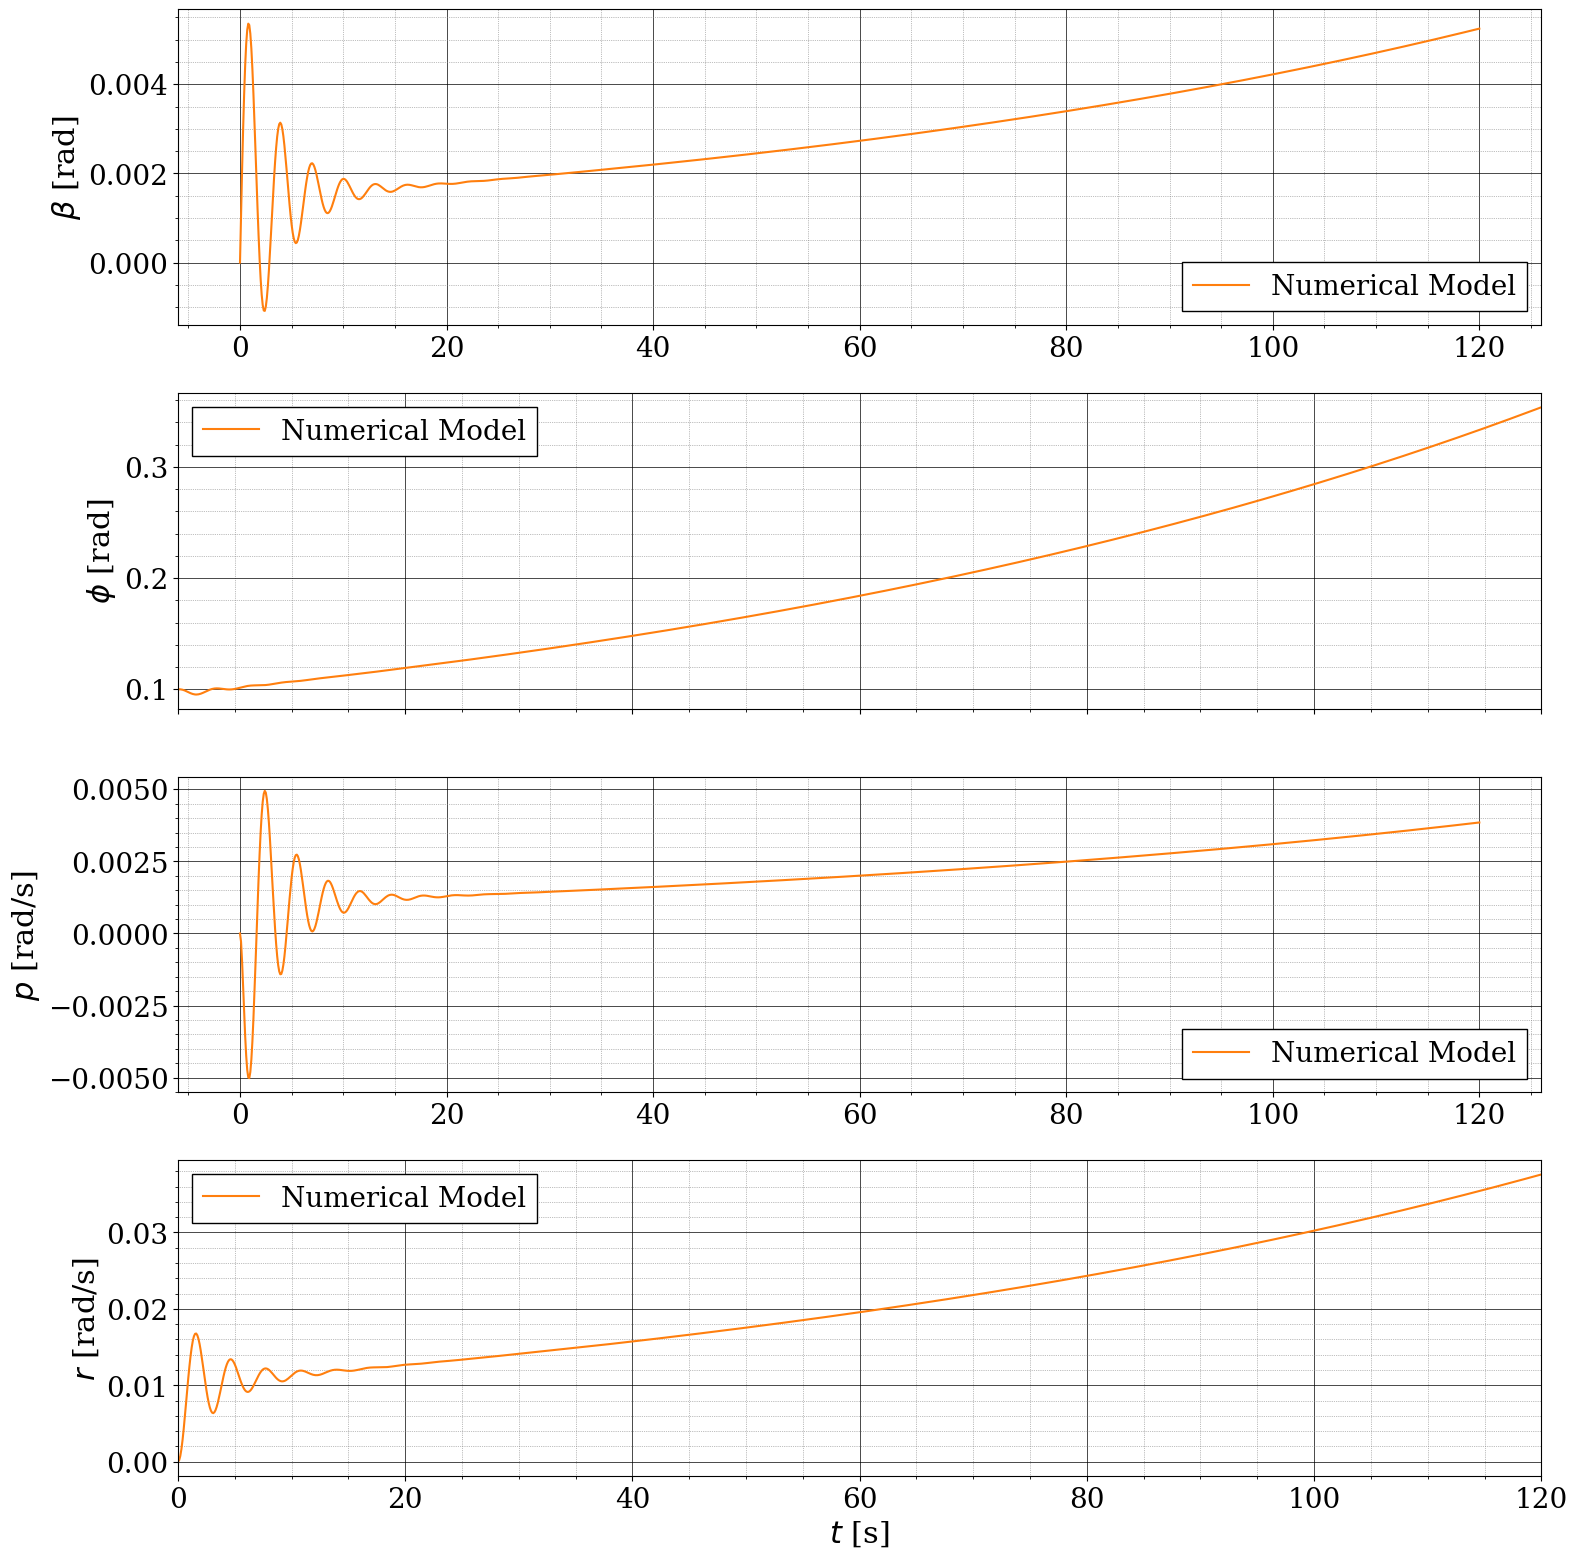 β [rad]
0.004
0.002
0.000
Numerical Model
0 20 40 60 80 100 120
ϕ [rad]
Numerical Model
0.3
0.2
0.1
p [rad/s]
0.0050
0.0025
0.0000
−0.0025
−0.0050
Numerical Model
0 20 40 60 80 100 120
r [rad/s]
Numerical Model
0.03
0.02
0.01
0.00
0 20 40 60 80 100 120
t [s]